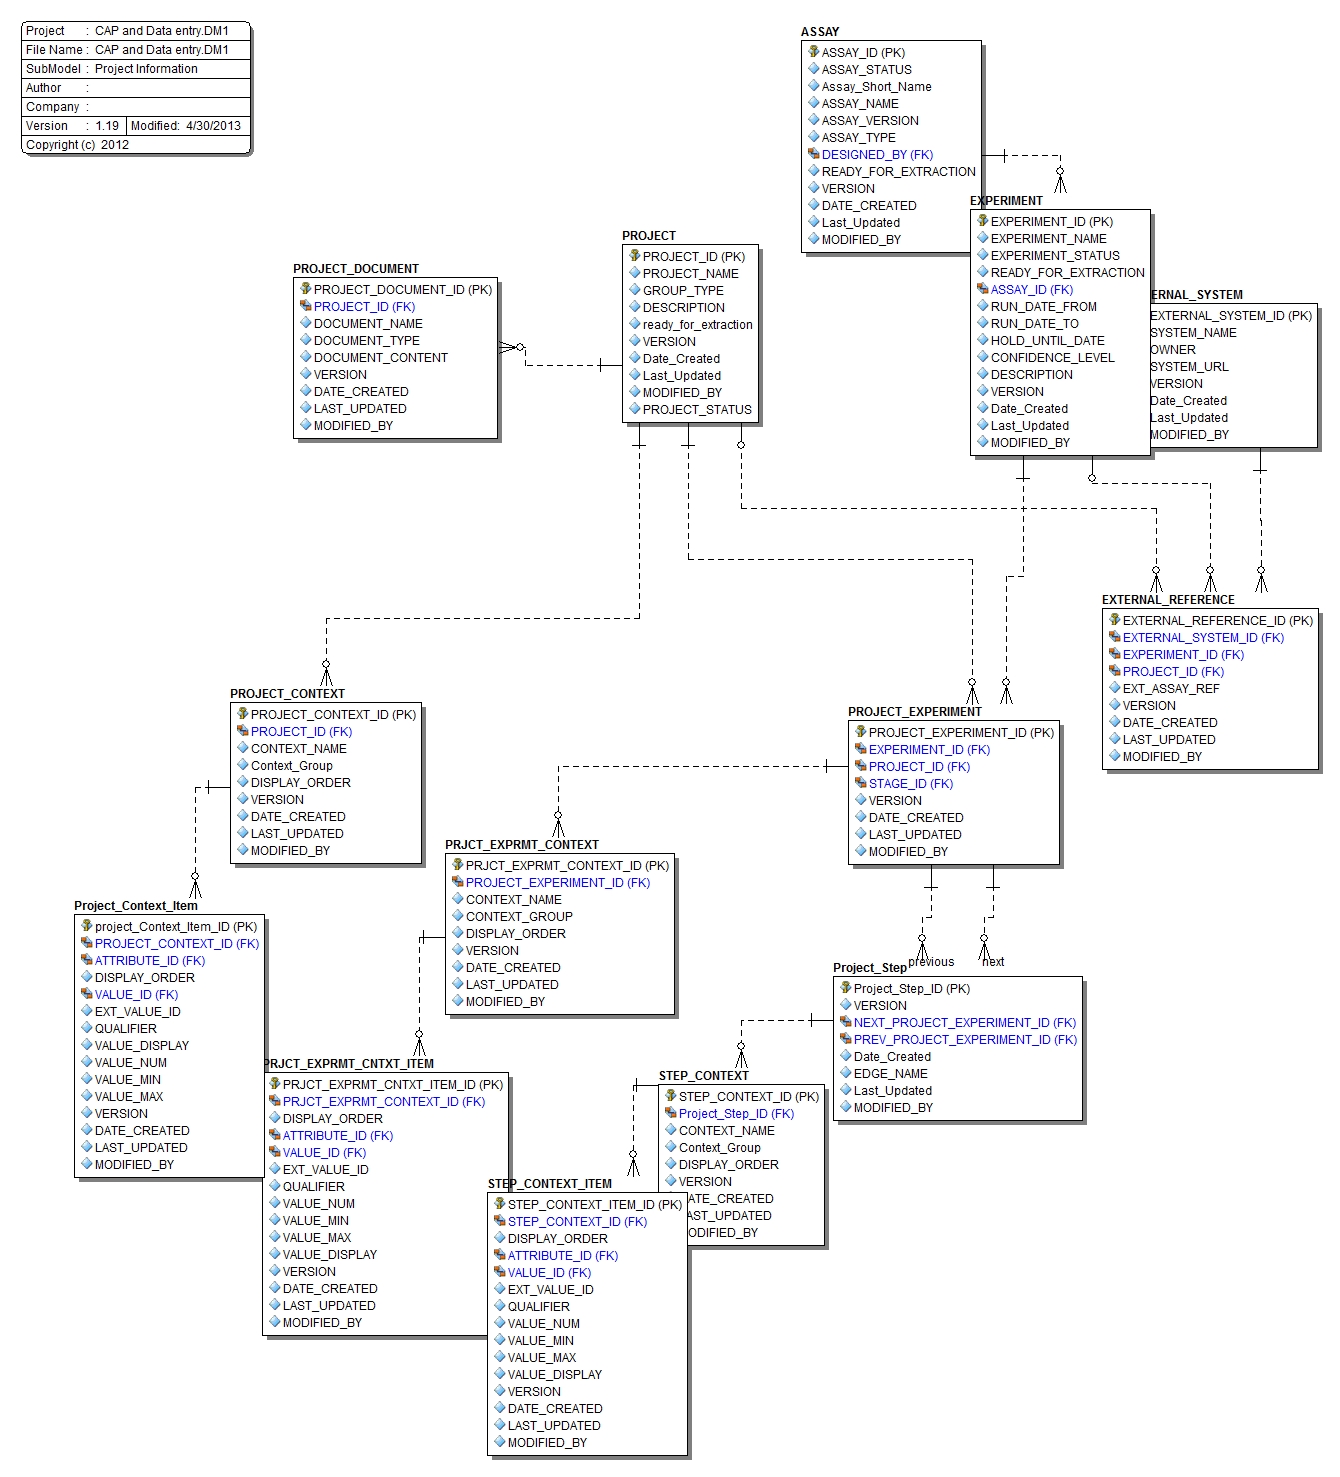 Project : CAP and Data entry.DM1
File Name : CAP and Data entry.DM1
SubModel : Project Information
Author :
Company :
Version : 1.19 Modified: 4/30/2013
Copyright (c) 2012
ASSAY
ASSAY_ID (PK)
ASSAY_STATUS
Assay_Short_Name
ASSAY_NAME
ASSAY_VERSION
ASSAY_TYPE
DESIGNED_BY (FK)
READY_FOR_EXTRACTION
VERSION
DATE_CREATED
Last_Updated
MODIFIED_BY
EXPERIMENT
EXPERIMENT_ID (PK)
EXPERIMENT_NAME
EXPERIMENT_STATUS
READY_FOR_EXTRACTION
ASSAY_ID (FK)
RUN_DATE_FROM
RUN_DATE_TO
HOLD_UNTIL_DATE
CONFIDENCE_LEVEL
DESCRIPTION
VERSION
Date_Created
Last_Updated
MODIFIED_BY
ERNAL_SYSTEM
EXTERNAL_SYSTEM_ID (PK)
SYSTEM_NAME
OWNER
SYSTEM_URL
VERSION
Date_Created
Last_Updated
MODIFIED_BY
PROJECT
PROJECT_ID (PK)
PROJECT_NAME
GROUP_TYPE
DESCRIPTION
ready_for_extraction
VERSION
Date_Created
Last_Updated
MODIFIED_BY
PROJECT_STATUS
PROJECT_DOCUMENT
PROJECT_DOCUMENT_ID (PK)
PROJECT_ID (FK)
DOCUMENT_NAME
DOCUMENT_TYPE
DOCUMENT_CONTENT
VERSION
DATE_CREATED
LAST_UPDATED
MODIFIED_BY
EXTERNAL_REFERENCE
EXTERNAL_REFERENCE_ID (PK)
EXTERNAL_SYSTEM_ID (FK)
EXPERIMENT_ID (FK)
PROJECT_ID (FK)
EXT_ASSAY_REF
VERSION
DATE_CREATED
LAST_UPDATED
MODIFIED_BY
PROJECT_CONTEXT
PROJECT_CONTEXT_ID (PK)
PROJECT_ID (FK)
CONTEXT_NAME
Context_Group
DISPLAY_ORDER
VERSION
DATE_CREATED
LAST_UPDATED
MODIFIED_BY
PROJECT_EXPERIMENT
PROJECT_EXPERIMENT_ID (PK)
EXPERIMENT_ID (FK)
PROJECT_ID (FK)
STAGE_ID (FK)
VERSION
DATE_CREATED
LAST_UPDATED
MODIFIED_BY
PRJCT_EXPRMT_CONTEXT
PRJCT_EXPRMT_CONTEXT_ID (PK)
PROJECT_EXPERIMENT_ID (FK)
CONTEXT_NAME
CONTEXT_GROUP
DISPLAY_ORDER
VERSION
DATE_CREATED
LAST_UPDATED
MODIFIED_BY
Project_Context_Item
project_Context_Item_ID (PK)
PROJECT_CONTEXT_ID (FK)
ATTRIBUTE_ID (FK)
DISPLAY_ORDER
VALUE_ID (FK)
EXT_VALUE_ID
QUALIFIER
VALUE_DISPLAY
VALUE_NUM
VALUE_MIN
VALUE_MAX
VERSION
DATE_CREATED
LAST_UPDATED
MODIFIED_BY
previous
next
Project_Step
Project_Step_ID (PK)
VERSION
NEXT_PROJECT_EXPERIMENT_ID (FK)
PREV_PROJECT_EXPERIMENT_ID (FK)
Date_Created
EDGE_NAME
Last_Updated
MODIFIED_BY
PRJCT_EXPRMT_CNTXT_ITEM
PRJCT_EXPRMT_CNTXT_ITEM_ID (PK)
PRJCT_EXPRMT_CONTEXT_ID (FK)
DISPLAY_ORDER
ATTRIBUTE_ID (FK)
VALUE_ID (FK)
EXT_VALUE_ID
QUALIFIER
VALUE_NUM
VALUE_MIN
VALUE_MAX
VALUE_DISPLAY
VERSION
DATE_CREATED
LAST_UPDATED
MODIFIED_BY
STEP_CONTEXT
STEP_CONTEXT_ID (PK)
Project_Step_ID (FK)
CONTEXT_NAME
Context_Group
DISPLAY_ORDER
VERSION
ATE_CREATED
AST_UPDATED
ODIFIED_BY
STEP_CONTEXT_ITEM
STEP_CONTEXT_ITEM_ID (PK)
STEP_CONTEXT_ID (FK)
DISPLAY_ORDER
ATTRIBUTE_ID (FK)
VALUE_ID (FK)
EXT_VALUE_ID
QUALIFIER
VALUE_NUM
VALUE_MIN
VALUE_MAX
VALUE_DISPLAY
VERSION
DATE_CREATED
LAST_UPDATED
MODIFIED_BY